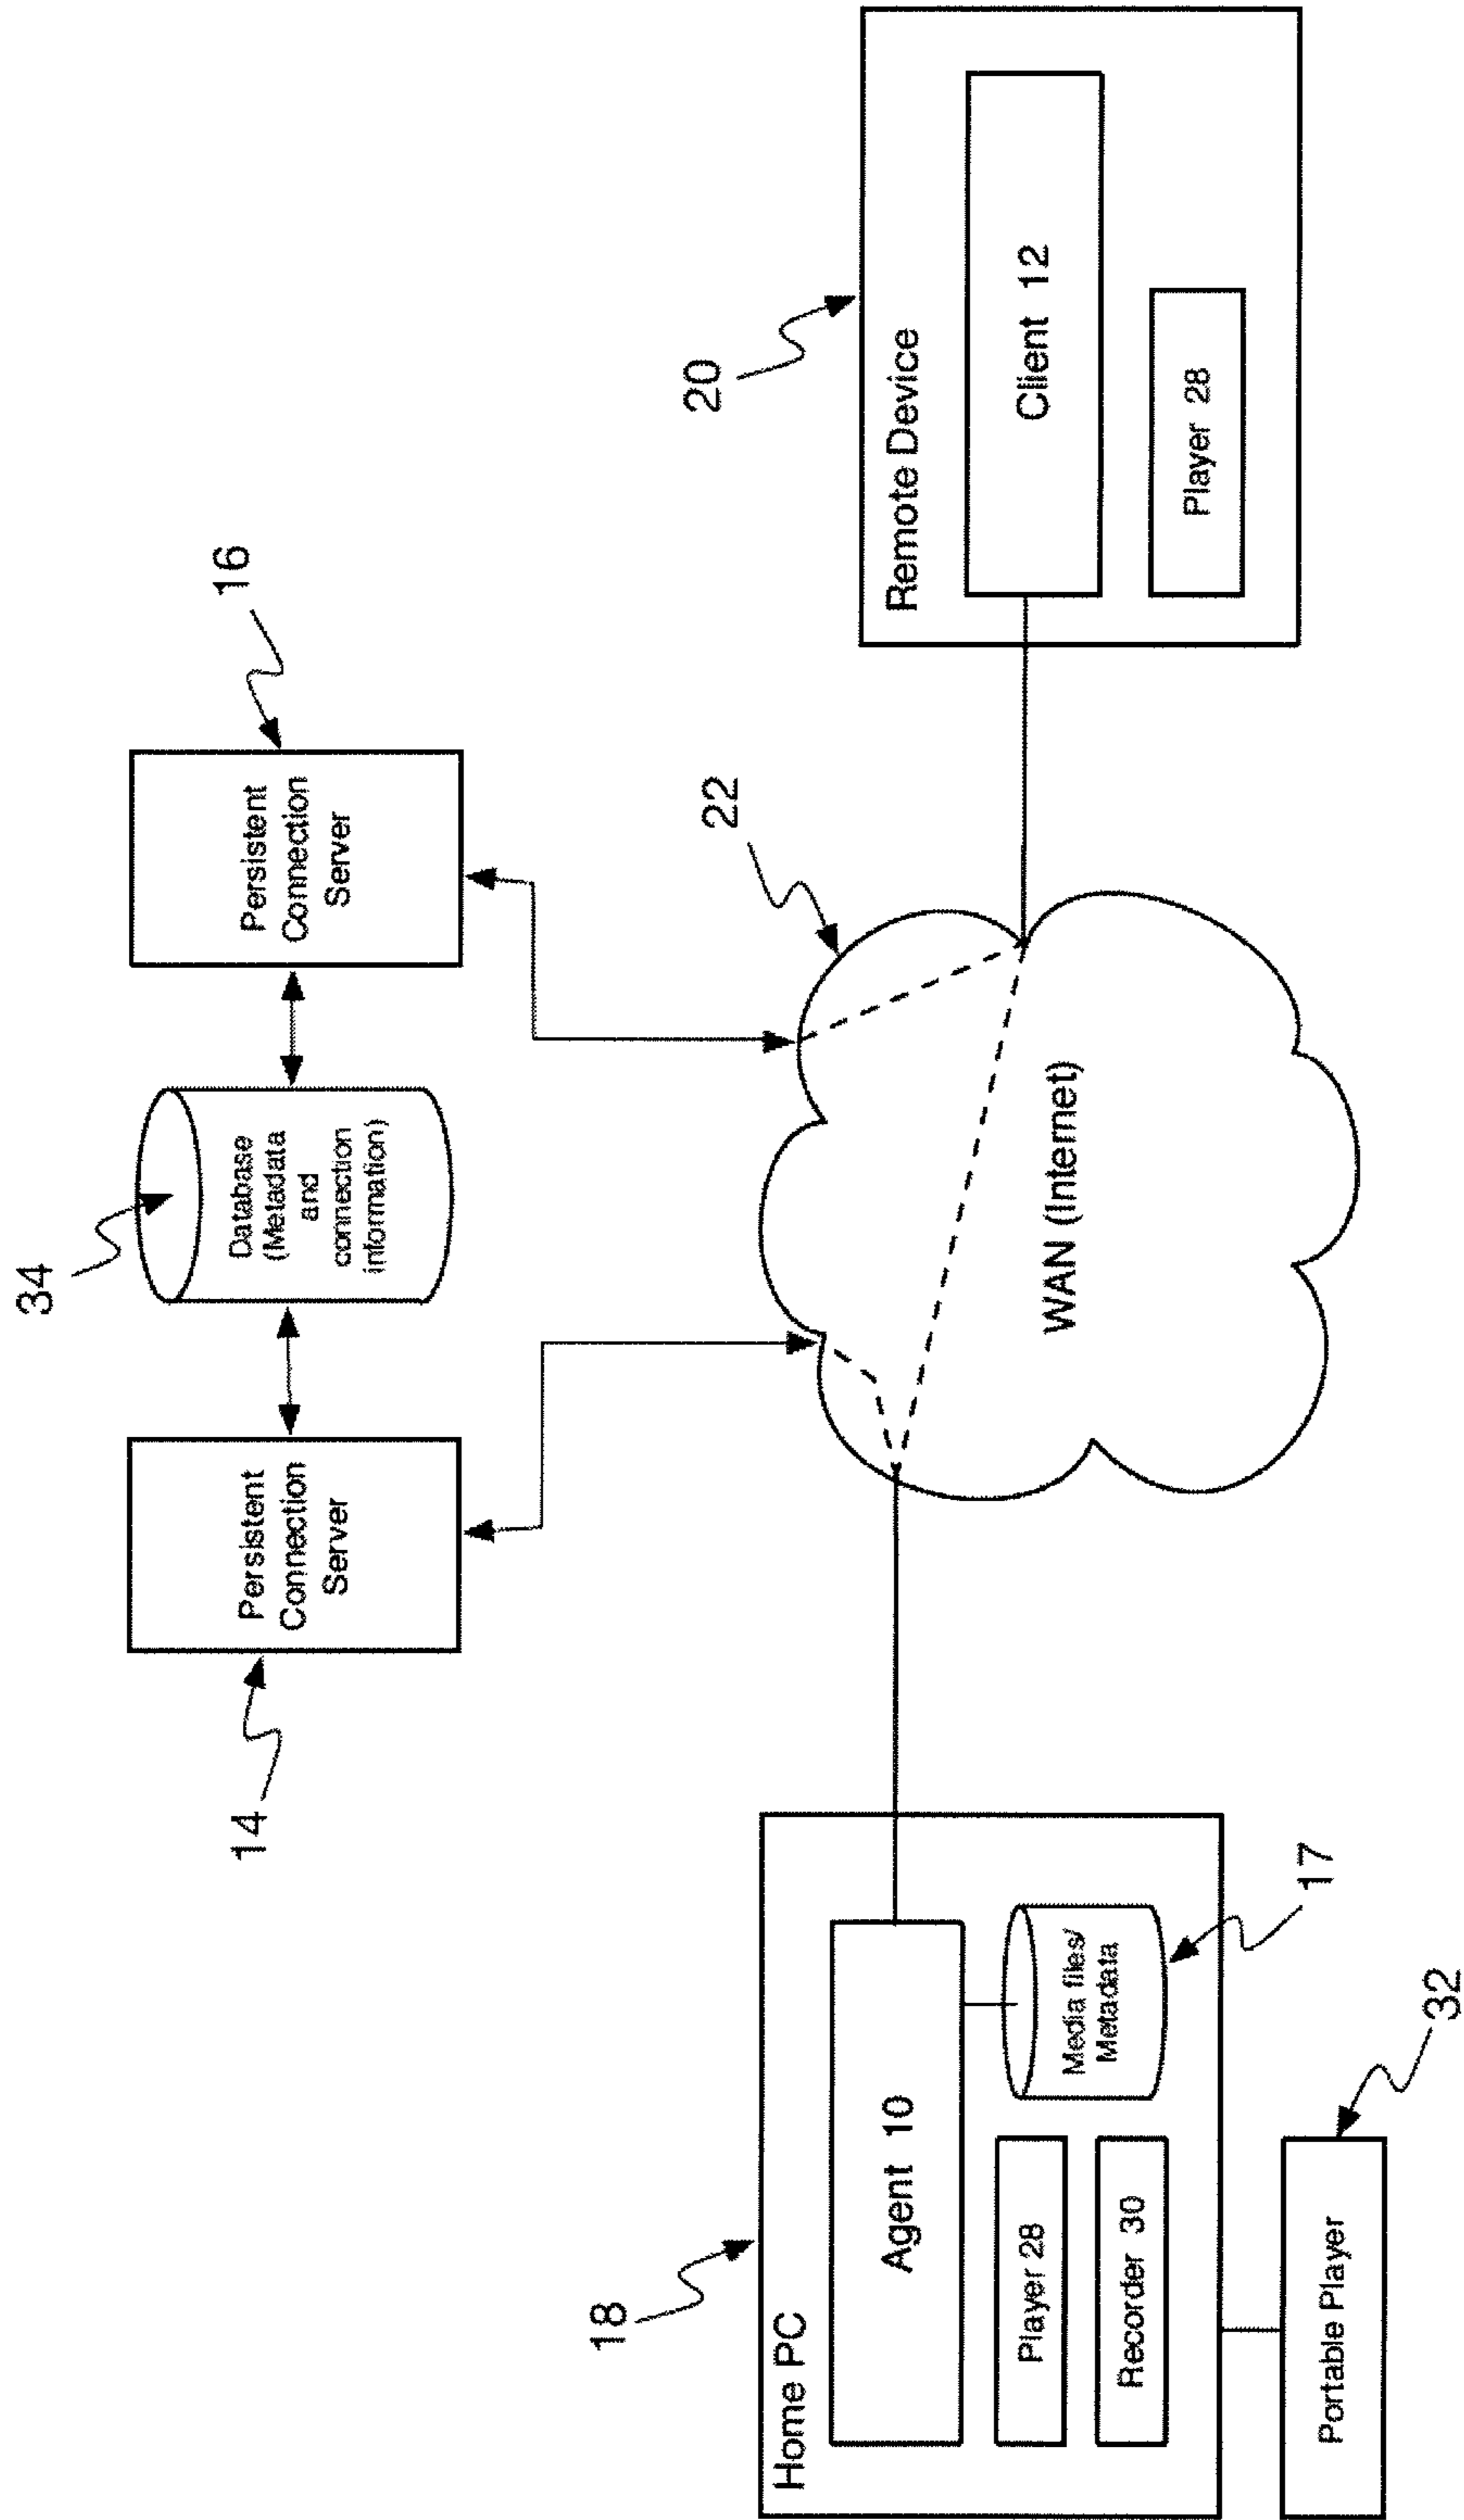 34
14
Persistent
Connection
Server
Database
(Metadata
and
connection
information)
Persistent
Connection
Server
16
18
Home PC
Agent 10
Player 28
Recorder 30
Media files/
Metadata
17
Portable Player
32
22
WAN (Internet)
20
Remote Device
Client 12
Player 28